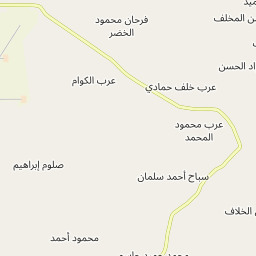 فرحان محمود
الخضر
المخلف
عرب الكوام
عرب خلف حمادي
الحسن
عرب محمود
المحمد
صلوم إبراهيم
سباح أحمد سلمان
الخلاف
محمود أحمد